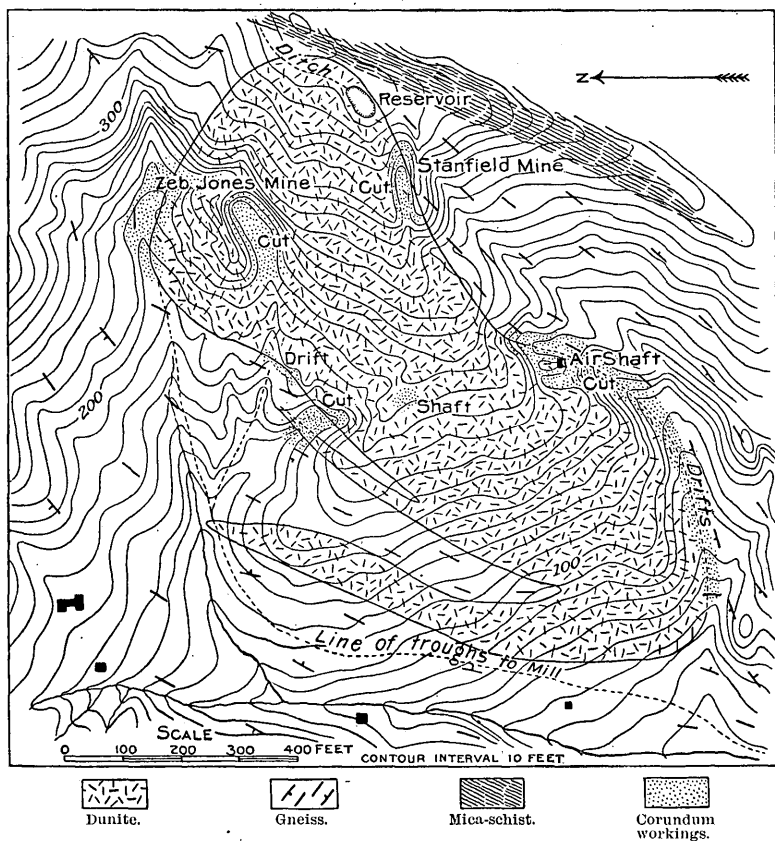 Ditch
Reservoir
N
300
Stanfield Mine
Zeb Jones Mine
Cut
Cut
Drift
Air Shaft
200
Cut
Shaft
Cut
Drifts
100
Line of troughs to Mill
SCALE
0 100 200 300 400 FEET
CONTOUR INTERVAL 10 FEET
Dunite.
Gneiss.
Mica-schist.
Corundum
workings.